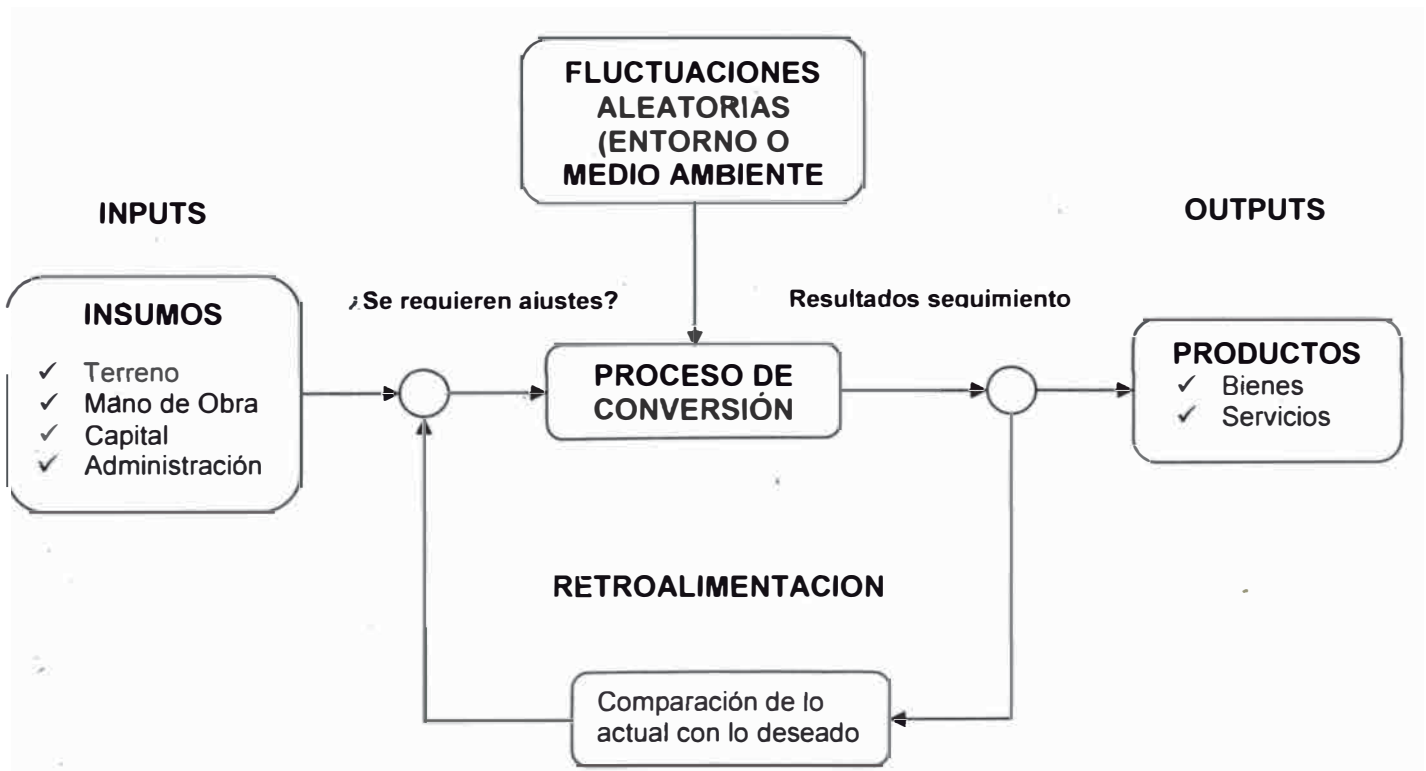 FLUCTUACIONES
ALEATORIAS
(ENTORNO O
MEDIO AMBIENTE
INPUTS
OUTPUTS
INSUMOS
✓ Terreno
✓ Mano de Obra
✓ Capital
✓ Administración
¿Se requieren ajustes?
Resultados seguimiento
PROCESO DE
CONVERSIÓN
PRODUCTOS
✓ Bienes
✓ Servicios
RETROALIMENTACION
Comparación de lo
actual con lo deseado